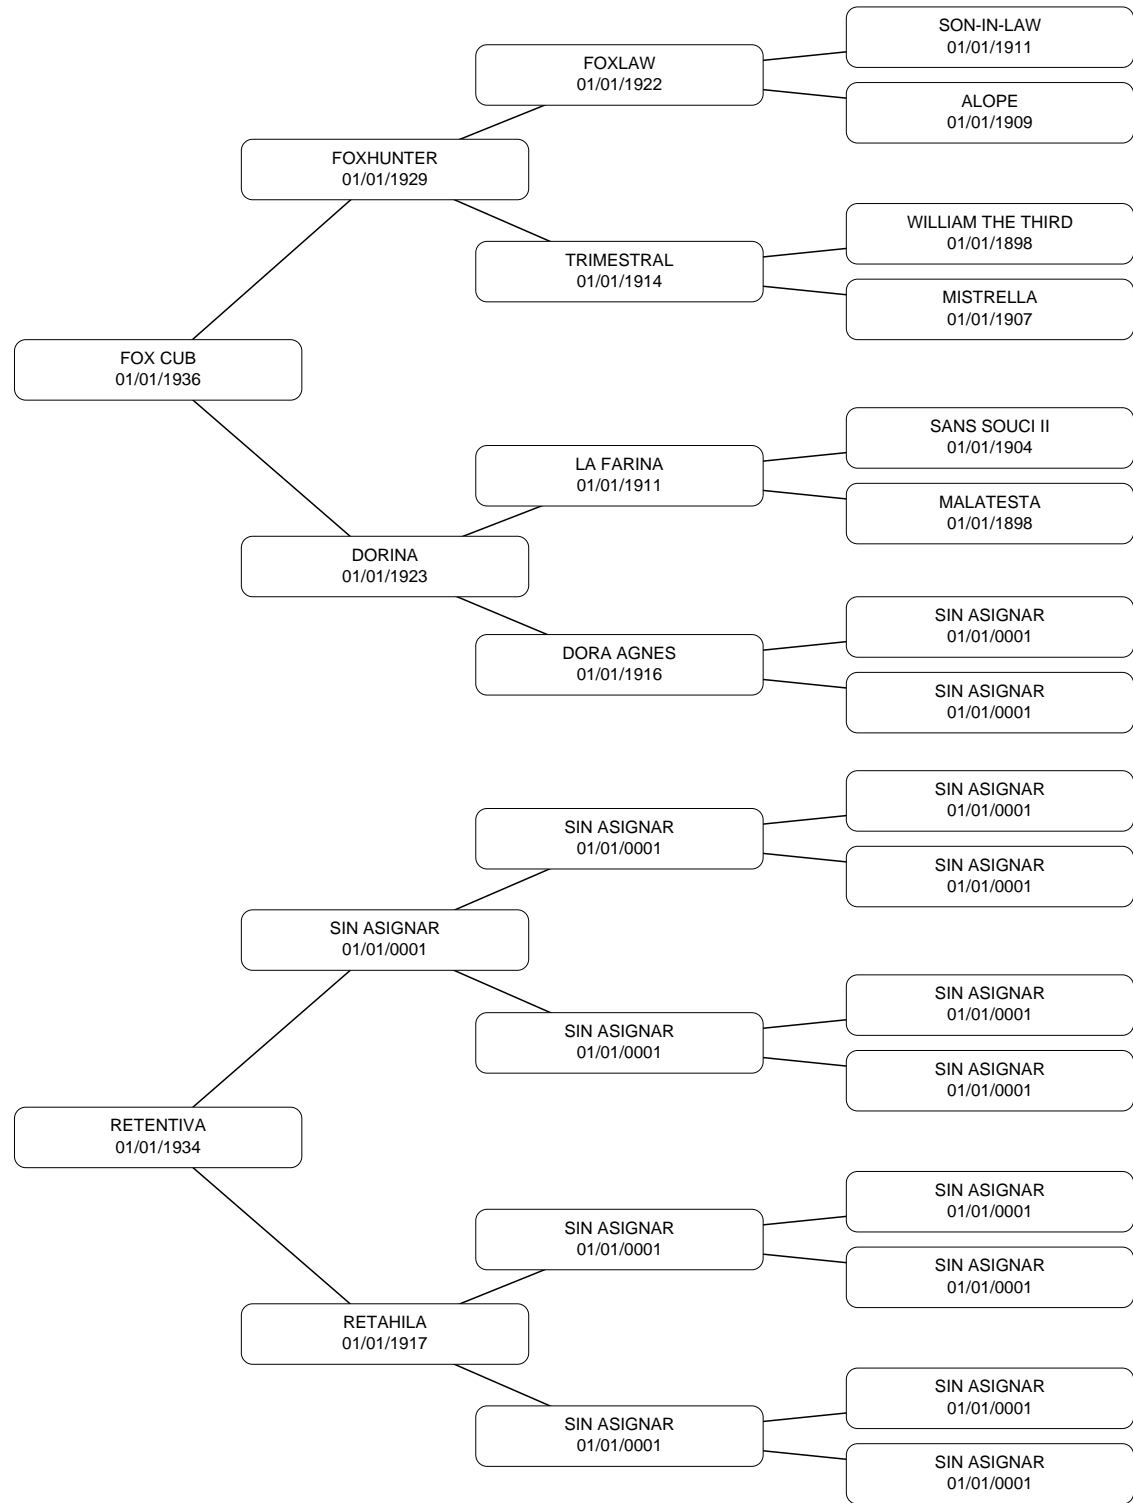 SON-IN-LAW
01/01/1911
FOXLAW
01/01/1922
ALOPE
01/01/1909
FOXHUNTER
01/01/1929
WILLIAM THE THIRD
01/01/1898
TRIMESTRAL
01/01/1914
MISTRELLA
01/01/1907
FOX CUB
01/01/1936
SANS SOUCI II
01/01/1904
LA FARINA
01/01/1911
MALATESTA
01/01/1898
DORINA
01/01/1923
SIN ASIGNAR
01/01/0001
DORA AGNES
01/01/1916
SIN ASIGNAR
01/01/0001
SIN ASIGNAR
01/01/0001
SIN ASIGNAR
01/01/0001
SIN ASIGNAR
01/01/0001
SIN ASIGNAR
01/01/0001
SIN ASIGNAR
01/01/0001
SIN ASIGNAR
01/01/0001
SIN ASIGNAR
01/01/0001
RETENTIVA
01/01/1934
SIN ASIGNAR
01/01/0001
SIN ASIGNAR
01/01/0001
SIN ASIGNAR
01/01/0001
RETAHILA
01/01/1917
SIN ASIGNAR
01/01/0001
SIN ASIGNAR
01/01/0001
SIN ASIGNAR
01/01/0001